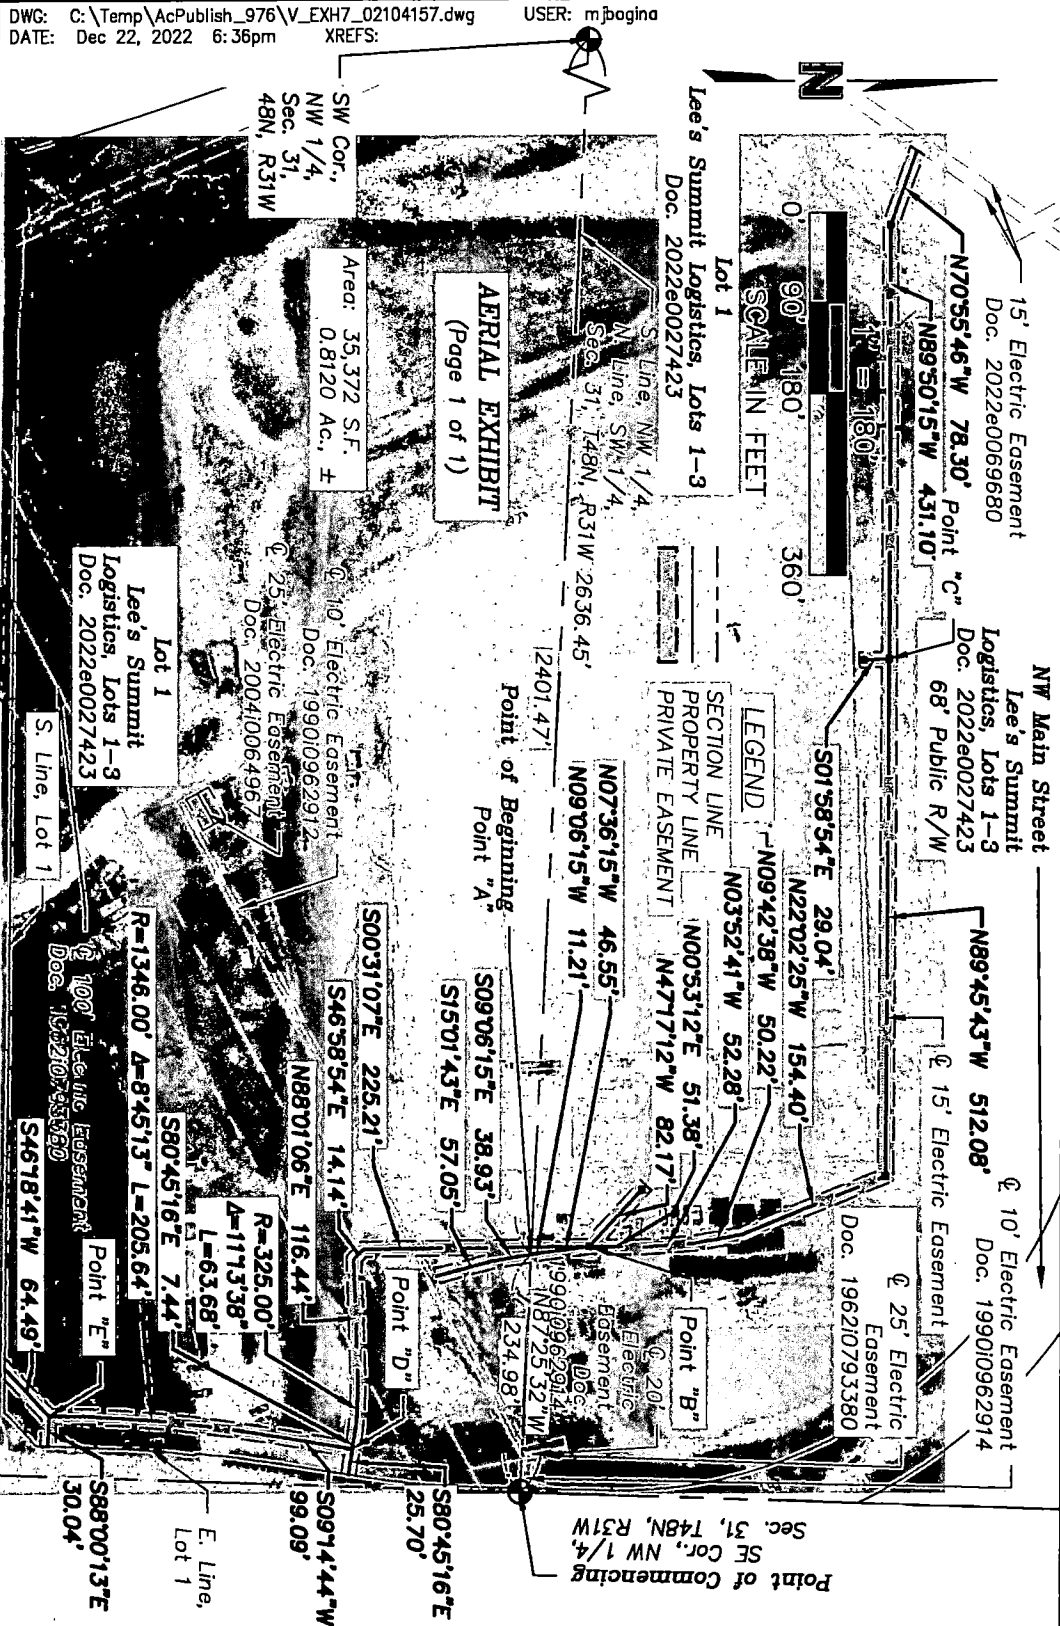 DWG: C:\Temp\AcPublish_976\V_EXH7_02104157.dwg USER: mjbogina
DATE: Dec 22, 2022 6:36pm XREFS:
N
NW Main Street
Lee's Summit
Logistics, Lots 1-3
Doc. 2022e0027423
68' Public R/W
15' Electric Easement
Doc. 2022e0069680
N70°55'46"W 78.30'
N89°50'15"W 431.10'
Point "C"
N89°45'43"W 512.08'
℄ 15' Electric Easement
℄ 10' Electric Easement
Doc. 1990I0962914
℄ 25' Electric
Easement
Doc. 1962I0793380
S01°58'54"E 29.04'
N22°02'25"W 154.40'
N09°42'38"W 50.22'
N03°52'41"W 52.28'
N00°53'12"E 51.38'
N47°17'12"W 82.17'
N07°36'15"W 46.55'
N09°06'15"W 11.21'
1" = 180'
0' 90' 180' 360'
SCALE IN FEET
LEGEND
SECTION LINE
PROPERTY LINE
PRIVATE EASEMENT
Lot 1
Lee's Summit Logistics, Lots 1-3
Doc. 2022e0027423
S. Line, NW 1/4,
N. Line, SW 1/4,
Sec. 31, T48N, R31W
2636.45'
2401.47'
SW Cor.,
NW 1/4,
Sec. 31,
48N, R31W
AERIAL EXHIBIT
(Page 1 of 1)
Area: 35,372 S.F.
0.8120 Ac., ±
Point of Beginning
Point "A"
Point "B"
℄ 20'
Electric
Easement
Doc.
1990I0962914
N87°25'32"W
234.98'
Point of Commencing
SE Cor., NW 1/4,
Sec. 31, T48N, R31W
S09°06'15"E 38.93'
S15°01'43"E 57.05'
S00°31'07"E 225.21'
S46°58'54"E 14.14'
N88°01'06"E 116.44'
R=325.00'
Δ=11°13'38"
L=63.68'
S80°45'16"E 7.44'
Point "D"
S80°45'16"E
25.70'
S09°14'44"W
99.09'
R=1346.00' Δ=8°45'13" L=205.64'
S46°18'41"W 64.49'
Point "E"
S88°00'13"E
30.04'
E. Line,
Lot 1
℄ 10' Electric Easement
Doc. 1990I0962912
℄ 25' Electric Easement
Doc. 2004I0064967
Lot 1
Lee's Summit
Logistics, Lots 1-3
Doc. 2022e0027423
S. Line, Lot 1
℄ 100' Electric Easement
Doc.